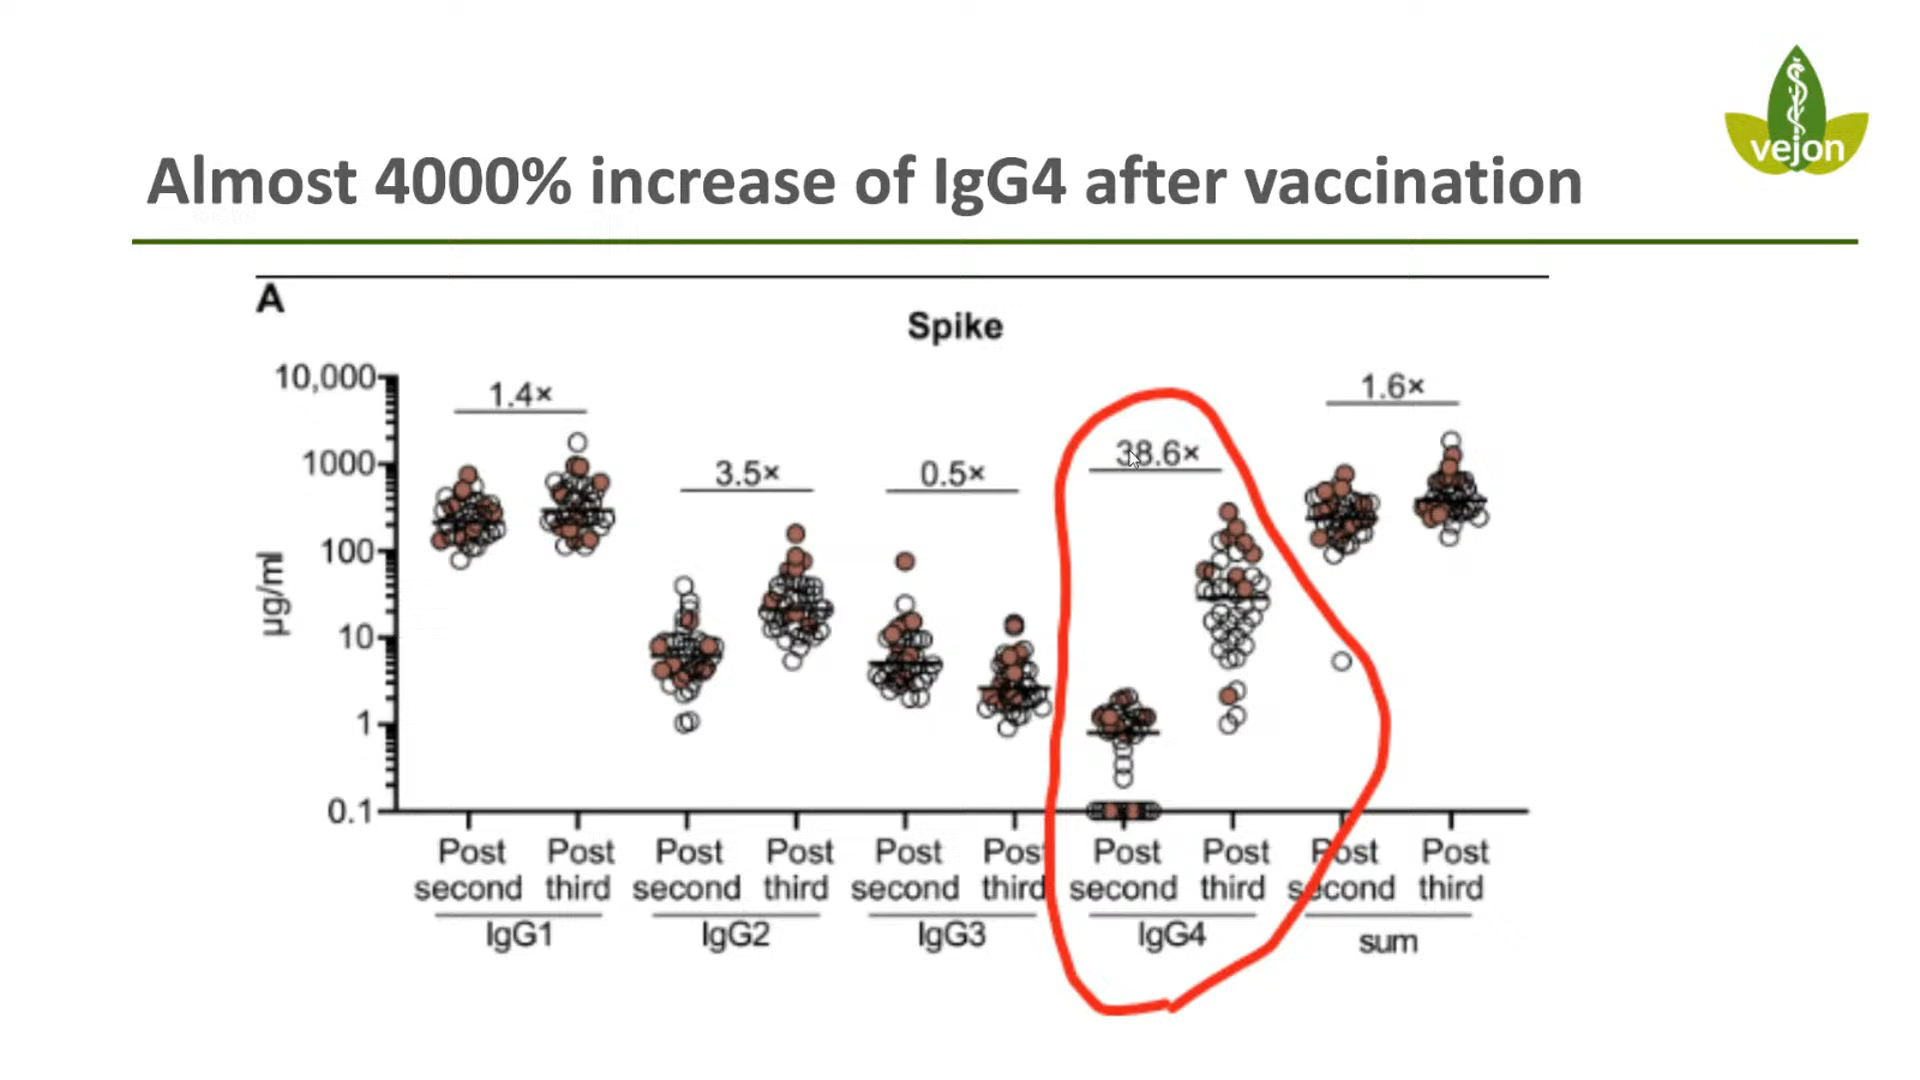 vejon
Almost 4000% increase of IgG4 after vaccination
A
Spike
10,000
1000
100
10
1
0.1
µg/ml
1.4×
3.5×
0.5×
38.6×
1.6×
Post Post Post Post Post Post Post Post Post Post
second third second third second third second third second third
IgG1 IgG2 IgG3 IgG4 sum